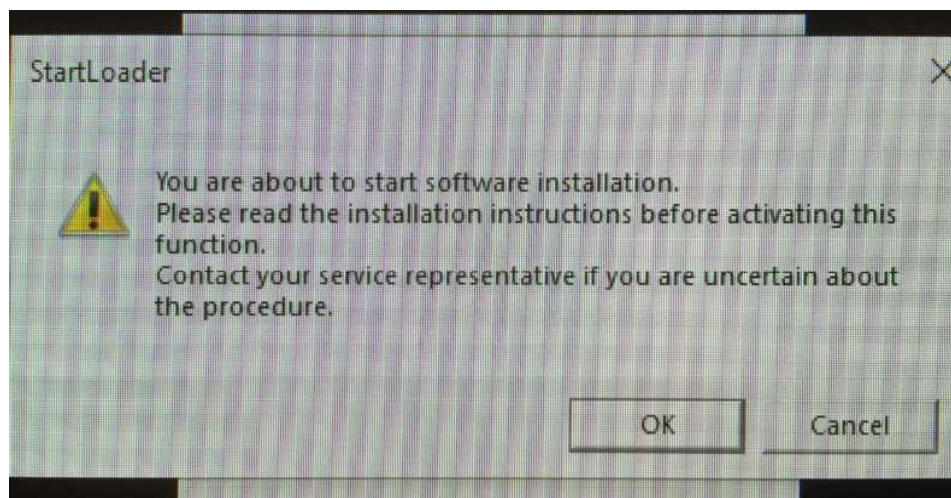 StartLoader
You are about to start software installation.
Please read the installation instructions before activating this
function.
Contact your service representative if you are uncertain about
the procedure.
OK
Cancel